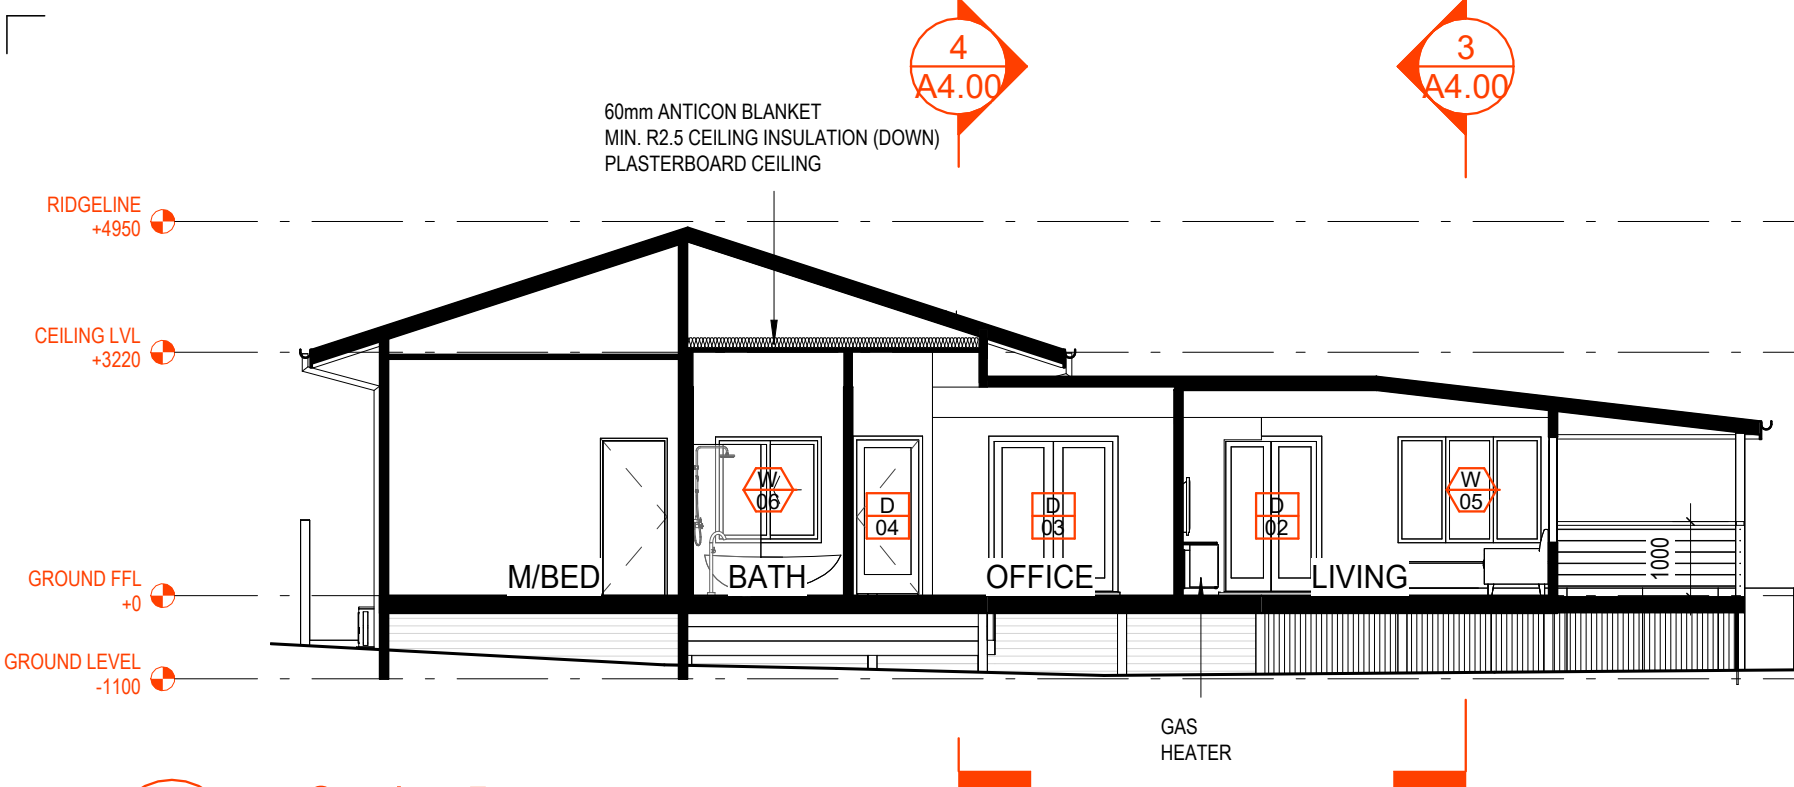 4
A4.00
3
A4.00
60mm ANTICON BLANKET
MIN. R2.5 CEILING INSULATION (DOWN)
PLASTERBOARD CEILING
RIDGELINE
+4950
CEILING LVL
+3220
GROUND FFL
+0
GROUND LEVEL
-1100
W
06
D
04
D
03
D
02
W
05
M/BED
BATH
OFFICE
LIVING
1000
GAS
HEATER